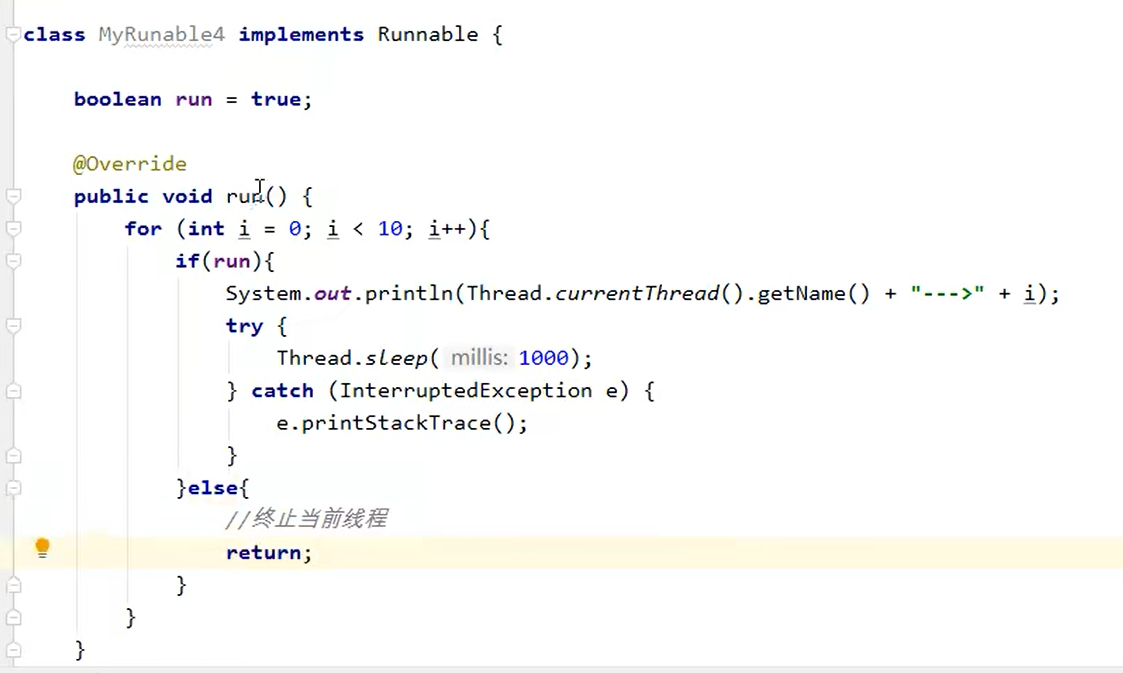 class MyRunable4 implements Runnable {
boolean run = true;
@Override
public void run() {
for (int i = 0; i < 10; i++){
if(run){
System.out.println(Thread.currentThread().getName() + "--->" + i);
try {
Thread.sleep( millis: 1000);
} catch (InterruptedException e) {
e.printStackTrace();
}
}else{
//终止当前线程
return;
}
}
}